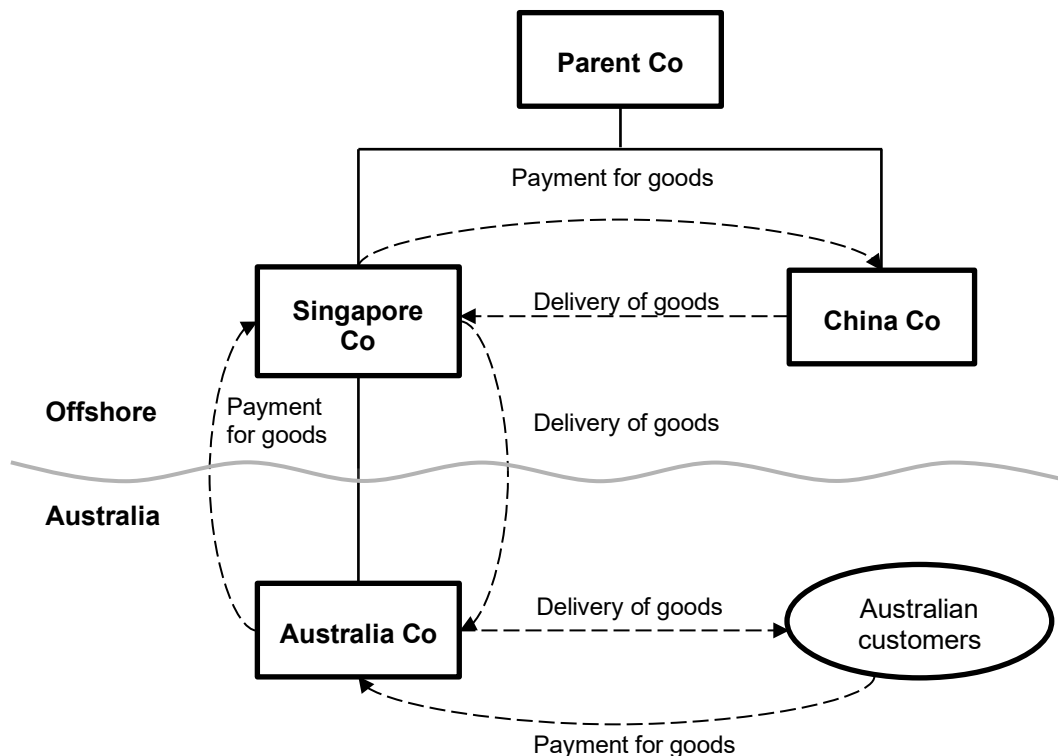 Parent Co
Payment for goods
Singapore
Co
Delivery of goods
China Co
Offshore
Payment
for goods
Delivery of goods
Australia
Australia Co
Delivery of goods
Australian
customers
Payment for goods